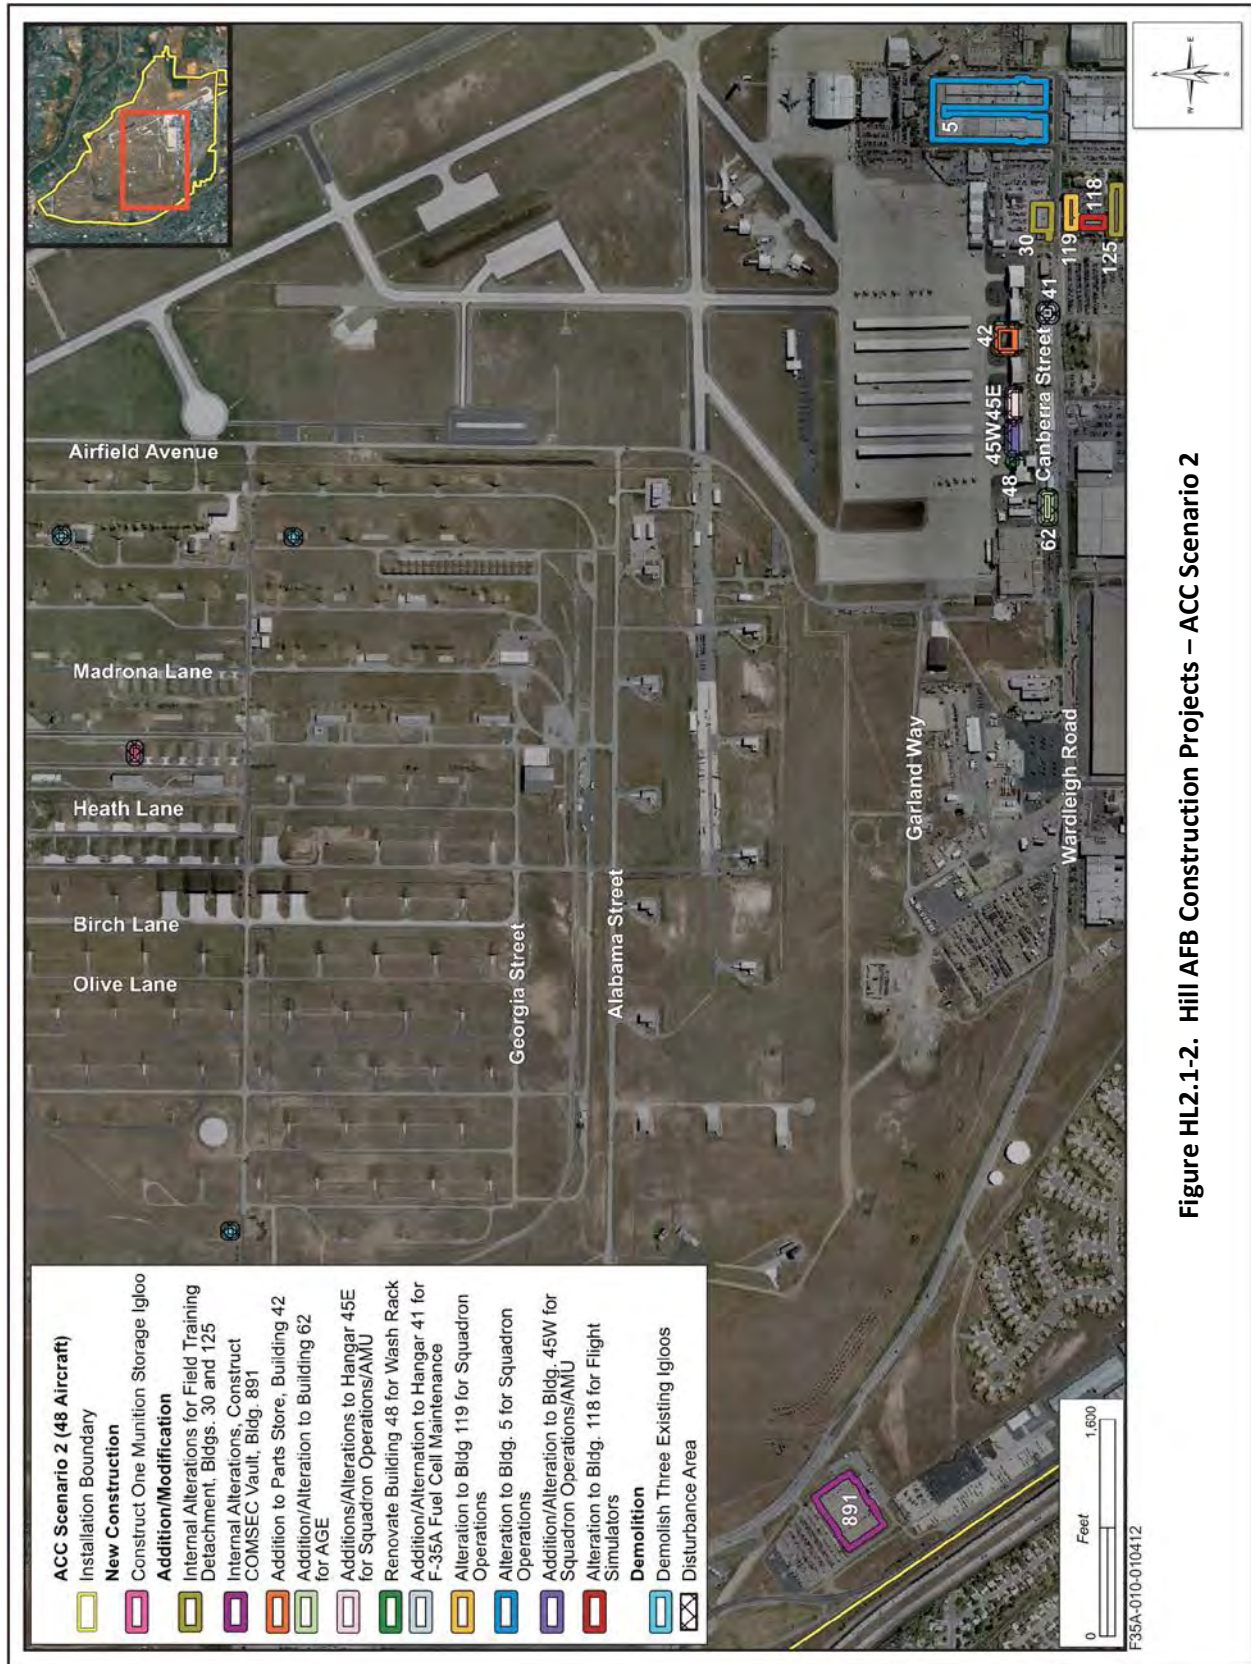 ACC Scenario 2 (48 Aircraft)
Installation Boundary
New Construction
Construct One Munition Storage Igloo
Addition/Modification
Internal Alterations for Field Training
Detachment, Bldgs. 30 and 125
Internal Alterations, Construct
COMSEC Vault, Bldg. 891
Addition to Parts Store, Building 42
Addition/Alteration to Building 62
for AGE
Additions/Alterations to Hangar 45E
for Squadron Operations/AMU
Renovate Building 48 for Wash Rack
Addition/Alternation to Hangar 41 for
F-35A Fuel Cell Maintenance
Alteration to Bldg 119 for Squadron
Operations
Alteration to Bldg. 5 for Squadron
Operations
Addition/Alteration to Bldg. 45W for
Squadron Operations/AMU
Alteration to Bldg. 118 for Flight
Simulators
Demolition
Demolish Three Existing Igloos
Disturbance Area
Olive Lane
Birch Lane
Heath Lane
Madrona Lane
Airfield Avenue
Georgia Street
Alabama Street
Garland Way
Wardleigh Road
Canberra Street
891
62
48
45W45E
42
41
30
119
118
125
5
N
W
E
S
0
Feet
1,600
F35A-010-010412
Figure HL2.1-2. Hill AFB Construction Projects – ACC Scenario 2